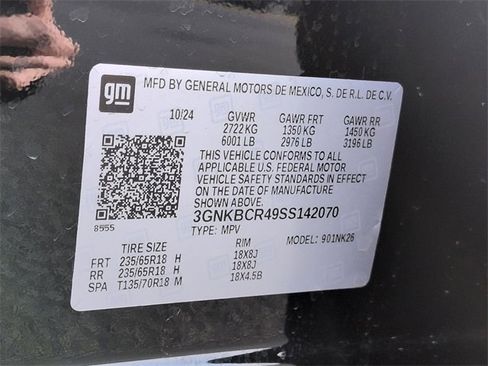 gm
MFD BY GENERAL MOTORS DE MEXICO, S. DE R.L. DE C.V.
10/24 GVWR GAWR FRT GAWR RR
2722 KG 1350 KG 1450 KG
6001 LB 2976 LB 3196 LB
THIS VEHICLE CONFORMS TO ALL
APPLICABLE U.S. FEDERAL MOTOR
VEHICLE SAFETY STANDARDS IN
EFFECT ON THE DATE OF
MANUFACTURE SHOWN ABOVE.
3GNKBCR49SS142070
8555 TYPE: MPV MODEL: 901NK26
TIRE SIZE RIM
FRT 235/65R18 H 18X8J
RR 235/65R18 H 18X8J
SPA T135/70R18 M 18X4.5B